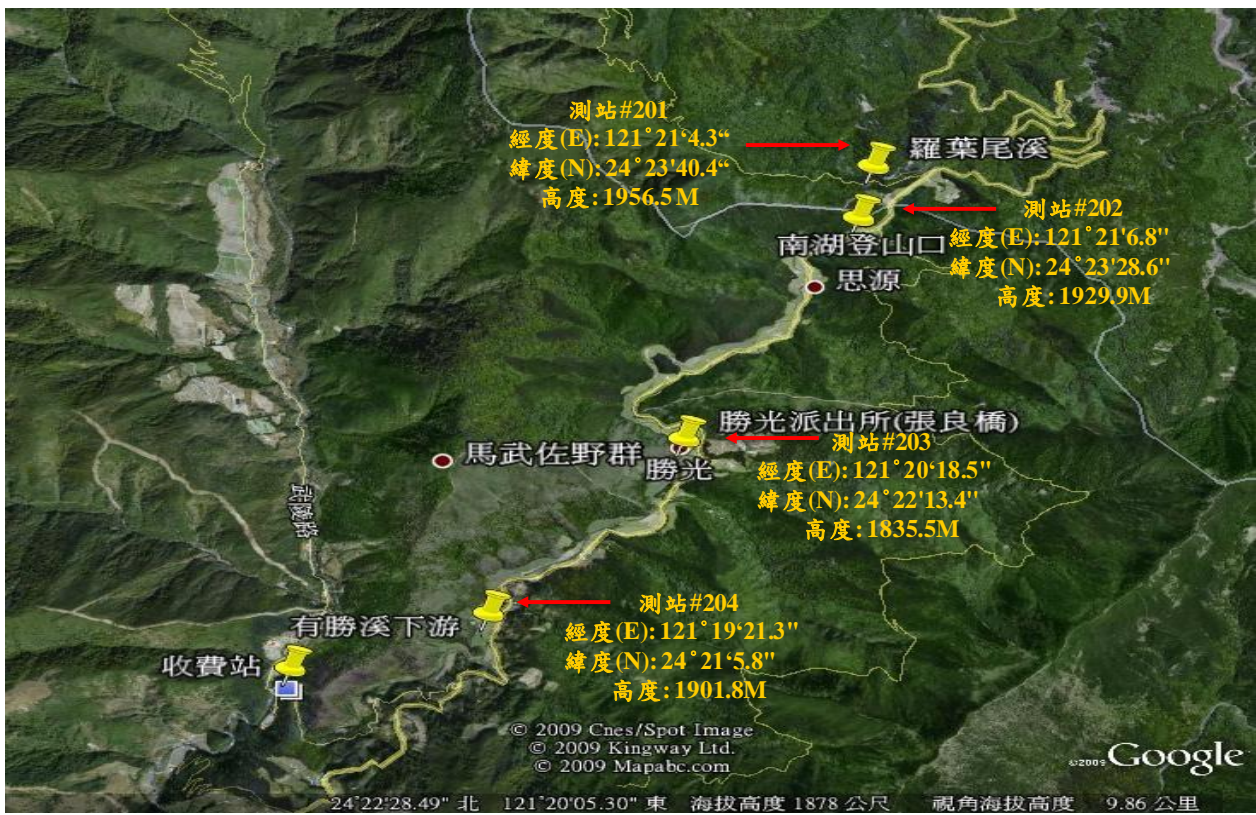 測站#201
經度(E): 121°21‘4.3“
緯度(N): 24°23'40.4“
高度: 1956.5M
羅葉尾溪
測站#202
經度(E): 121°21'6.8"
緯度(N): 24°23'28.6"
高度: 1929.9M
南湖登山口
思源
勝光派出所(張良橋)
測站#203
經度(E): 121°20‘18.5"
緯度(N): 24°22'13.4"
高度: 1835.5M
馬武佐野群
勝光
武陵路
測站#204
經度(E): 121°19‘21.3"
緯度(N): 24°21‘5.8"
高度: 1901.8M
有勝溪下游
收費站
© 2009 Cnes/Spot Image
© 2009 Kingway Ltd.
© 2009 Mapabc.com
©2009 Google
24°22'28.49" 北 121°20'05.30" 東 海拔高度 1878 公尺 視角海拔高度 9.86 公里